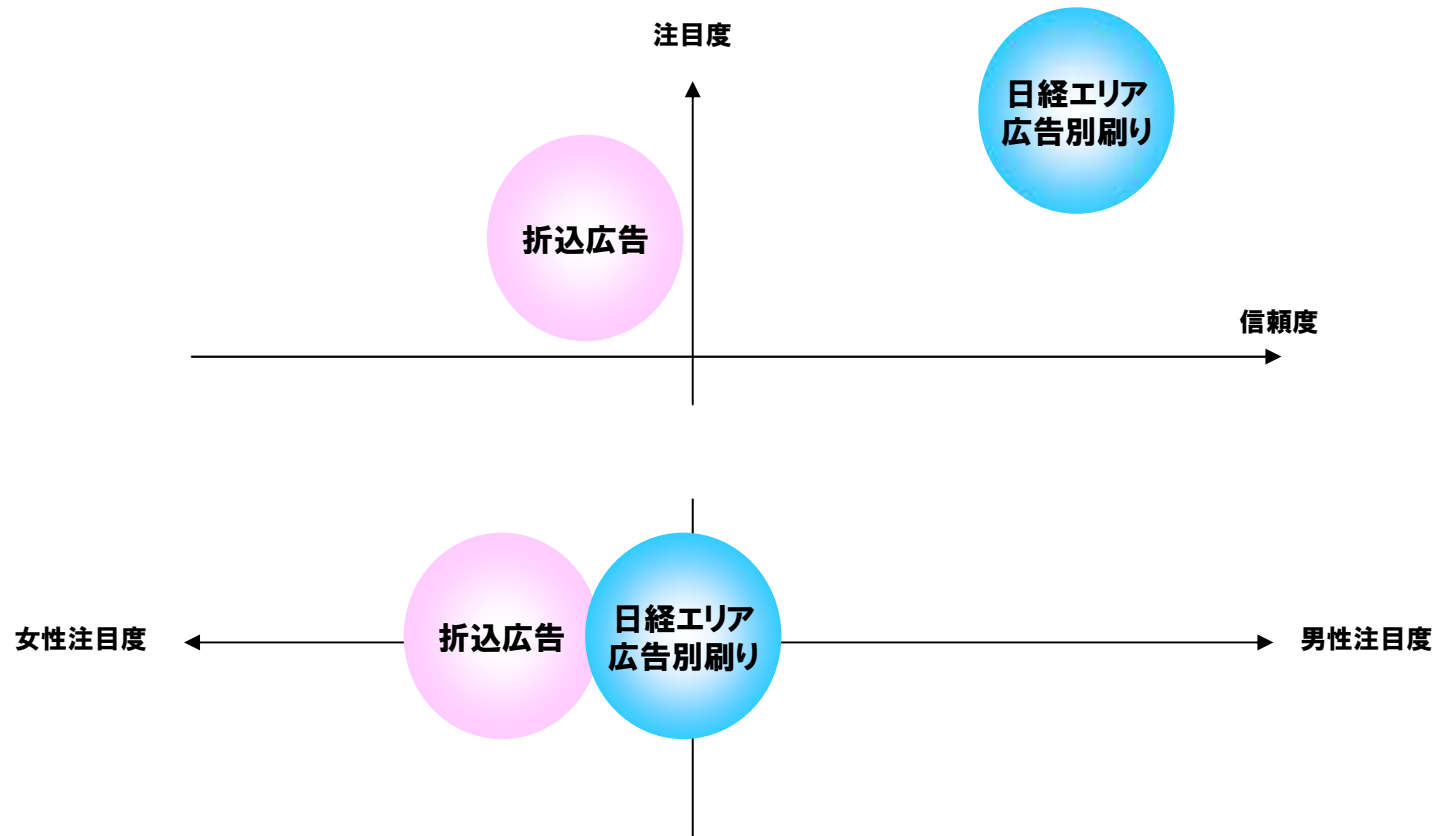 注目度
日経エリア
広告別刷り
折込広告
信頼度
女性注目度
折込広告
日経エリア
広告別刷り
男性注目度